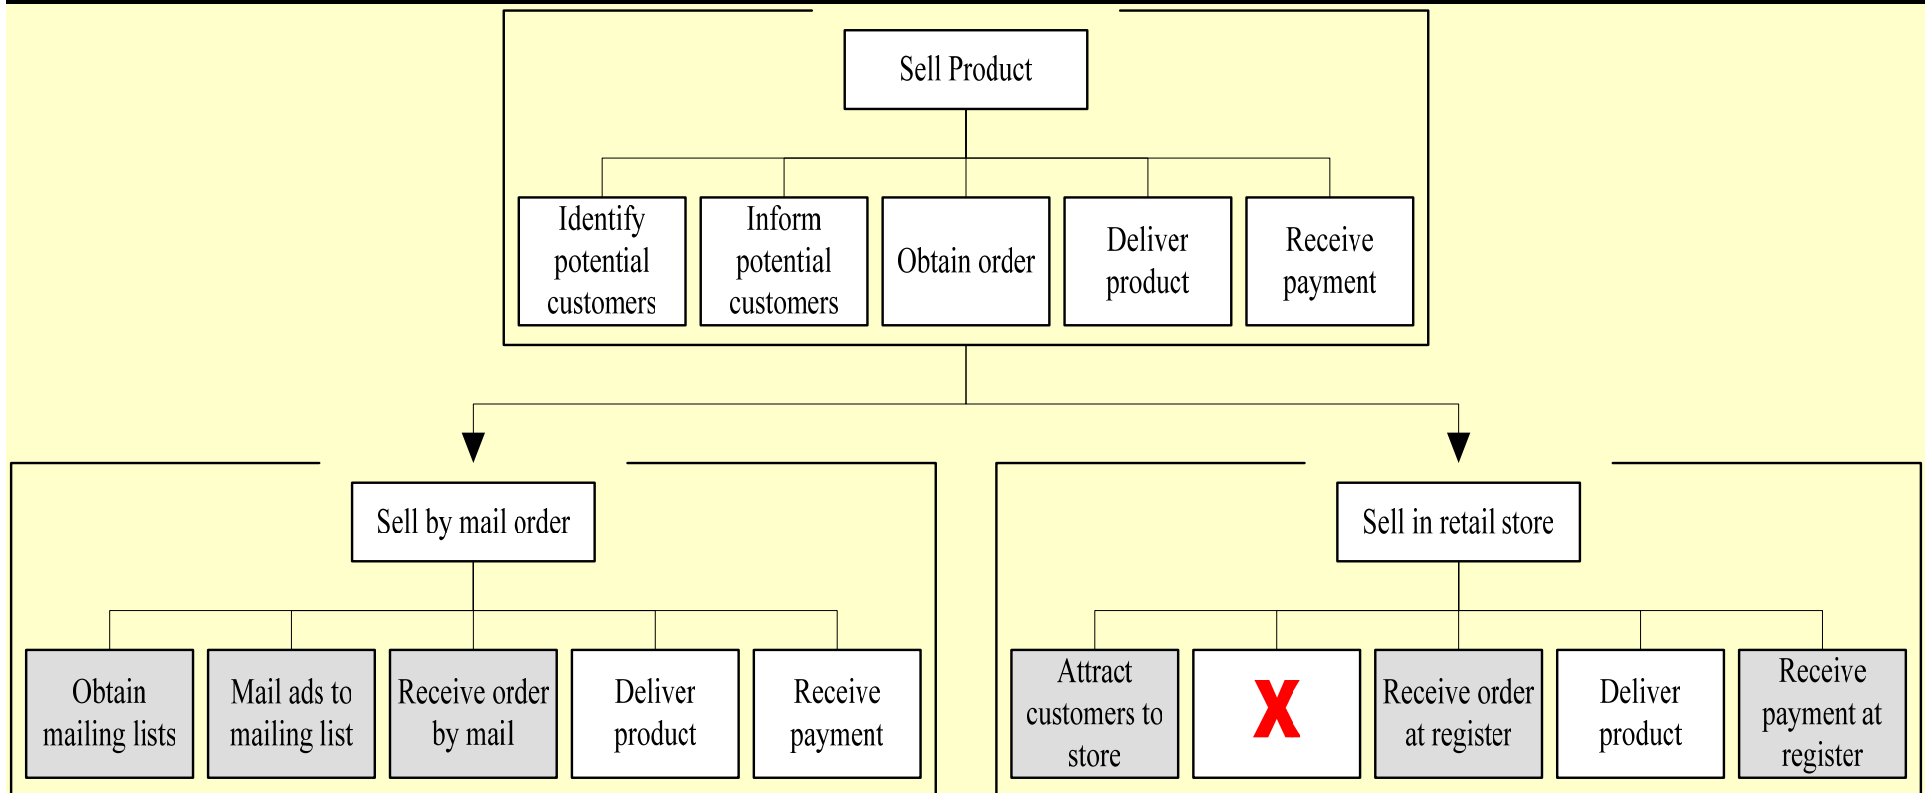 Sell Product
Identify
potential
customers
Inform
potential
customers
Obtain order
Deliver
product
Receive
payment
Sell by mail order
Obtain
mailing lists
Mail ads to
mailing list
Receive order
by mail
Deliver
product
Receive
payment
Sell in retail store
Attract
customers to
store
X
Receive order
at register
Deliver
product
Receive
payment at
register